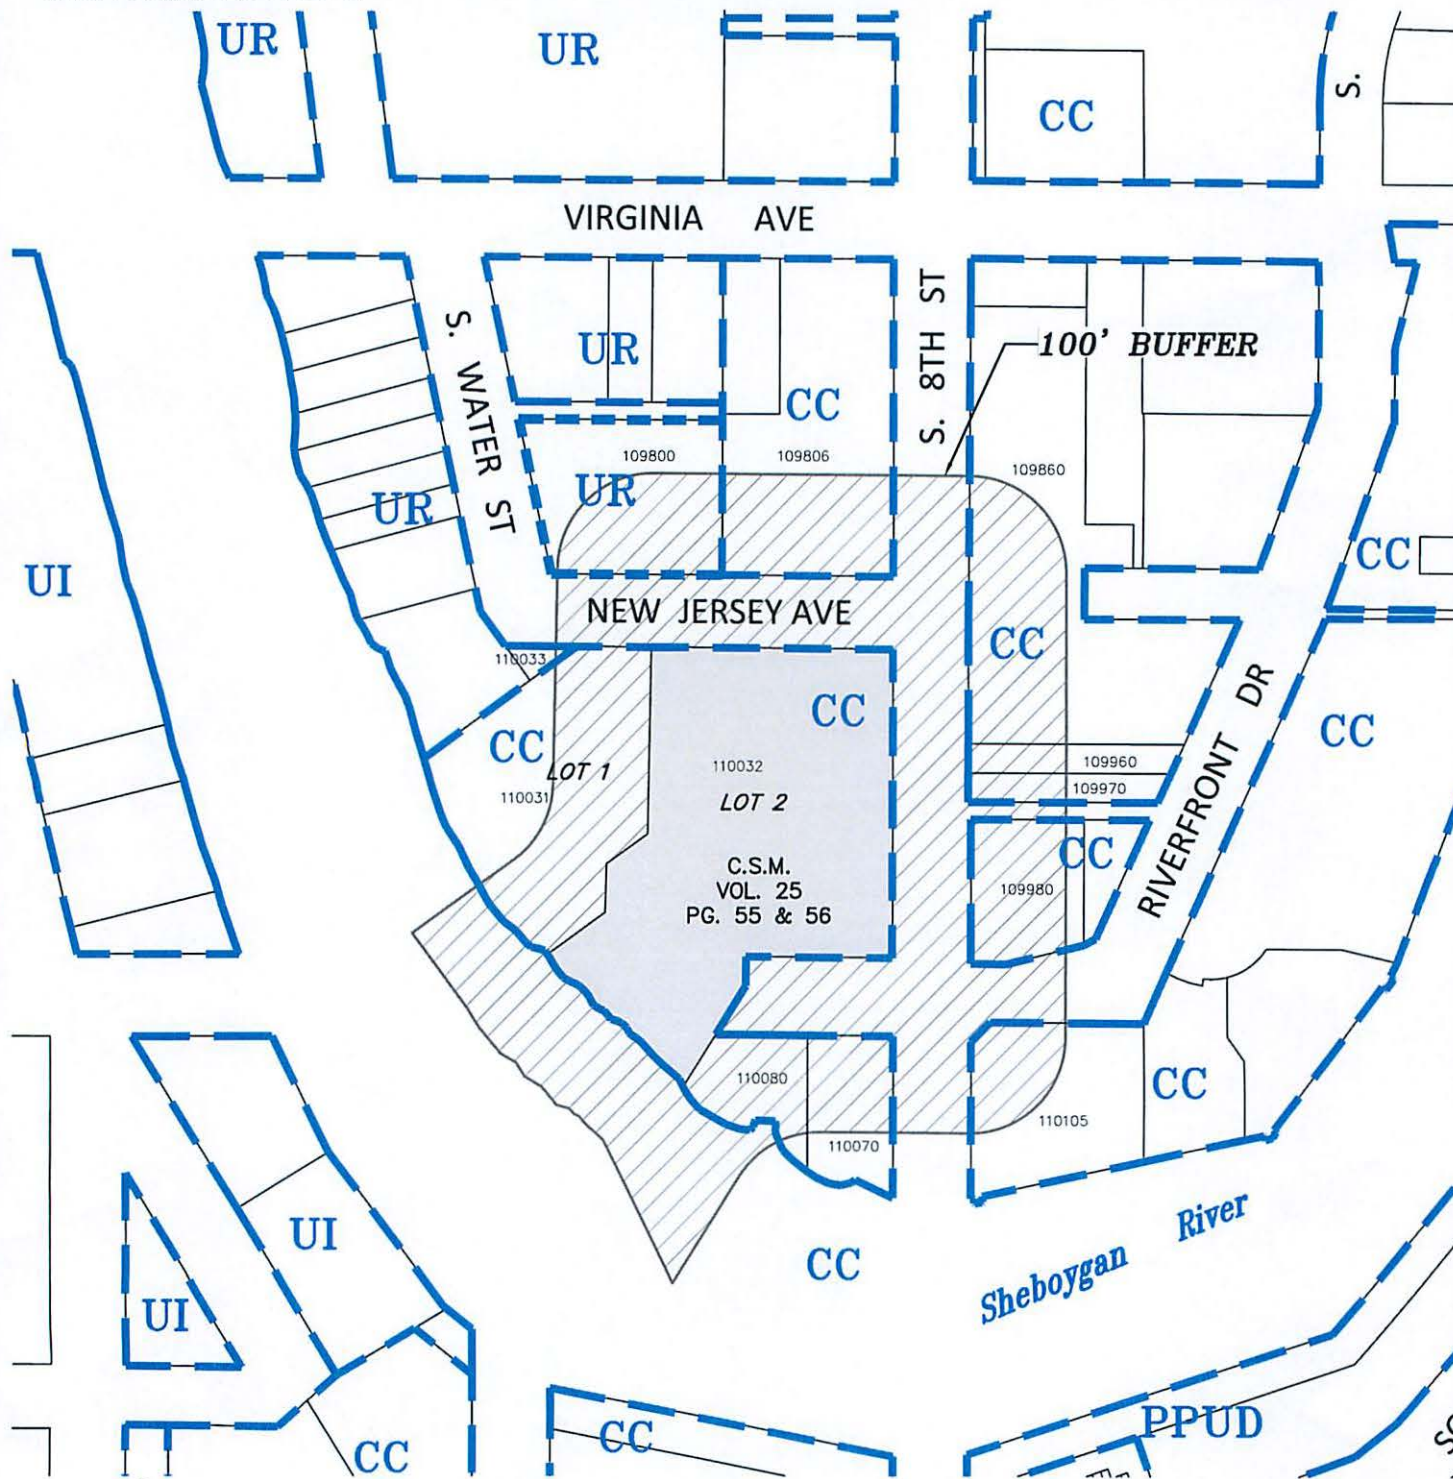 UR
UR
CC
S.
VIRGINIA AVE
S. 8TH ST
100' BUFFER
S. WATER ST
UR
CC
109800
109806
109860
UR
UR
CC
UI
NEW JERSEY AVE
CC
110033
CC
CC
CC
LOT 1
110032
109960
110031
LOT 2
109970
RIVERFRONT DR
CC
C.S.M.
VOL. 25
PG. 55 & 56
109980
110080
CC
110105
110070
UI
CC
Sheboygan River
UI
CC
CC
PPUD